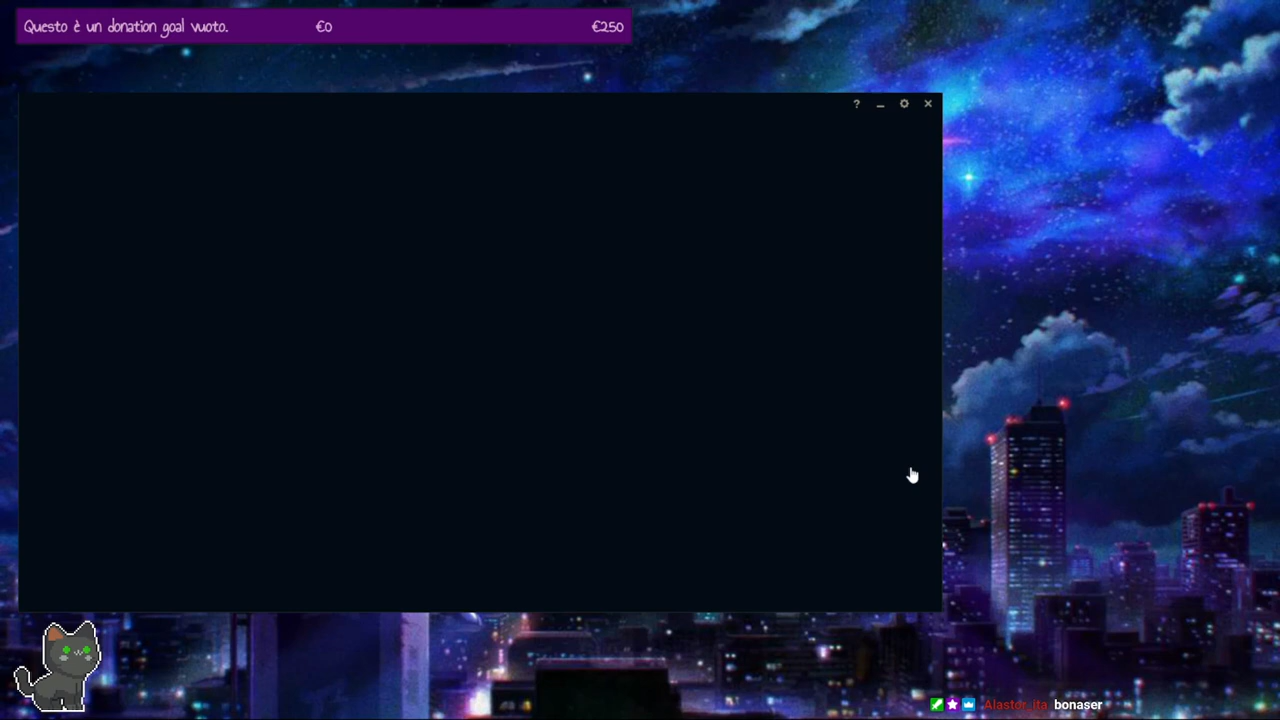 Questo è un donation goal vuoto. €0 €250
?
Alastor_ita bonaser